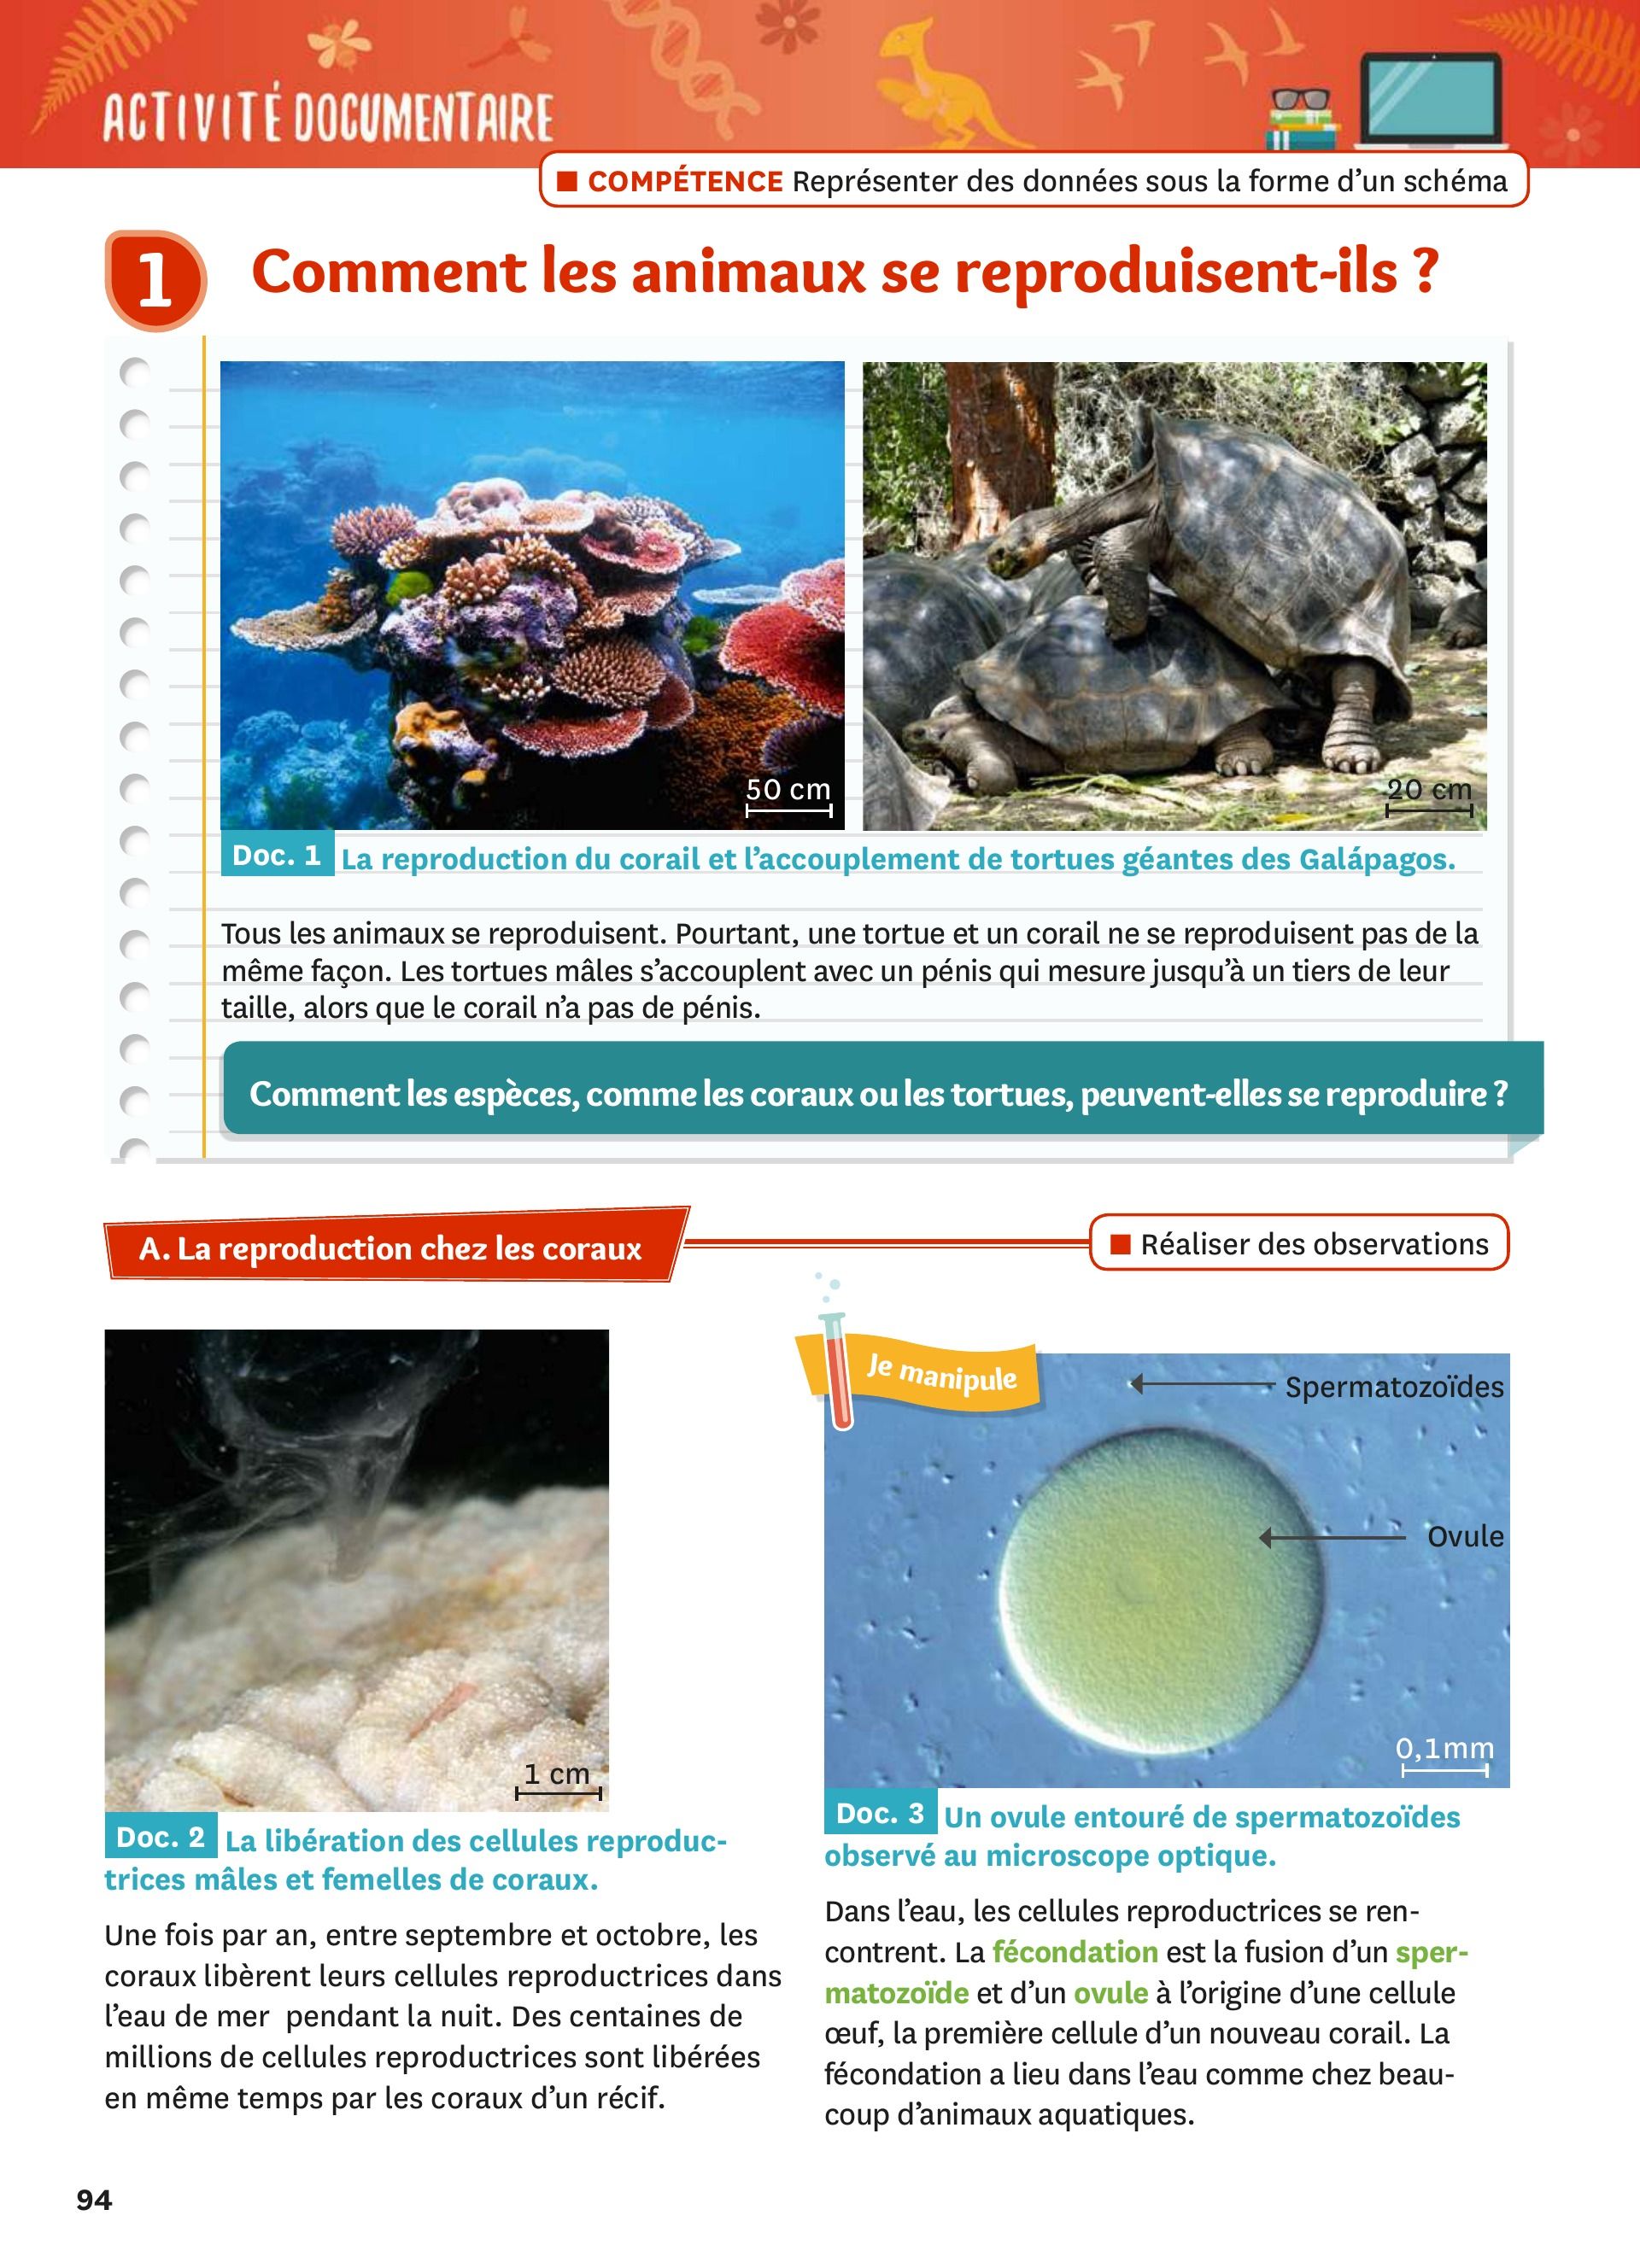 ACTIVITÉ DOCUMENTAIRE
■ COMPÉTENCE Représenter des données sous la forme d'un schéma
1 Comment les animaux se reproduisent-ils ?
50 cm
20 cm
Doc. 1 La reproduction du corail et l'accouplement de tortues géantes des Galápagos.
Tous les animaux se reproduisent. Pourtant, une tortue et un corail ne se reproduisent pas de la
même façon. Les tortues mâles s'accouplent avec un pénis qui mesure jusqu'à un tiers de leur
taille, alors que le corail n'a pas de pénis.
Comment les espèces, comme les coraux ou les tortues, peuvent-elles se reproduire ?
A. La reproduction chez les coraux
■ Réaliser des observations
1 cm
Doc. 2 La libération des cellules reproduc-
trices mâles et femelles de coraux.
Une fois par an, entre septembre et octobre, les
coraux libèrent leurs cellules reproductrices dans
l'eau de mer pendant la nuit. Des centaines de
millions de cellules reproductrices sont libérées
en même temps par les coraux d'un récif.
Je manipule
Spermatozoïdes
Ovule
0,1mm
Doc. 3 Un ovule entouré de spermatozoïdes
observé au microscope optique.
Dans l'eau, les cellules reproductrices se ren-
contrent. La fécondation est la fusion d'un sper-
matozoïde et d'un ovule à l'origine d'une cellule
œuf, la première cellule d'un nouveau corail. La
fécondation a lieu dans l'eau comme chez beau-
coup d'animaux aquatiques.
94